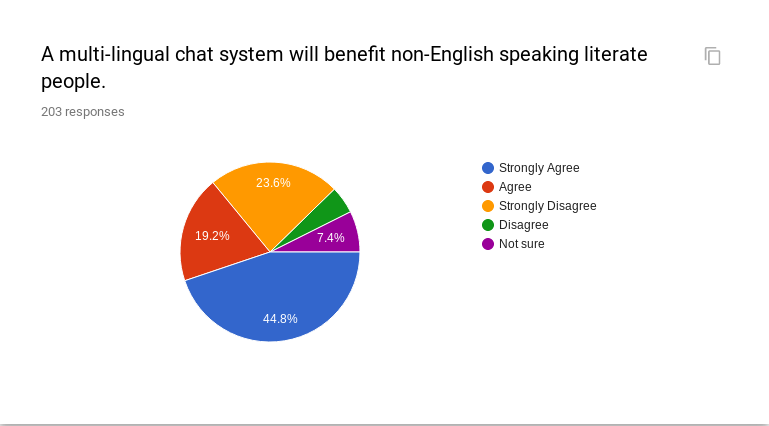 A multi-lingual chat system will benefit non-English speaking literate
people.
203 responses
23.6%
19.2%
7.4%
44.8%
Strongly Agree
Agree
Strongly Disagree
Disagree
Not sure